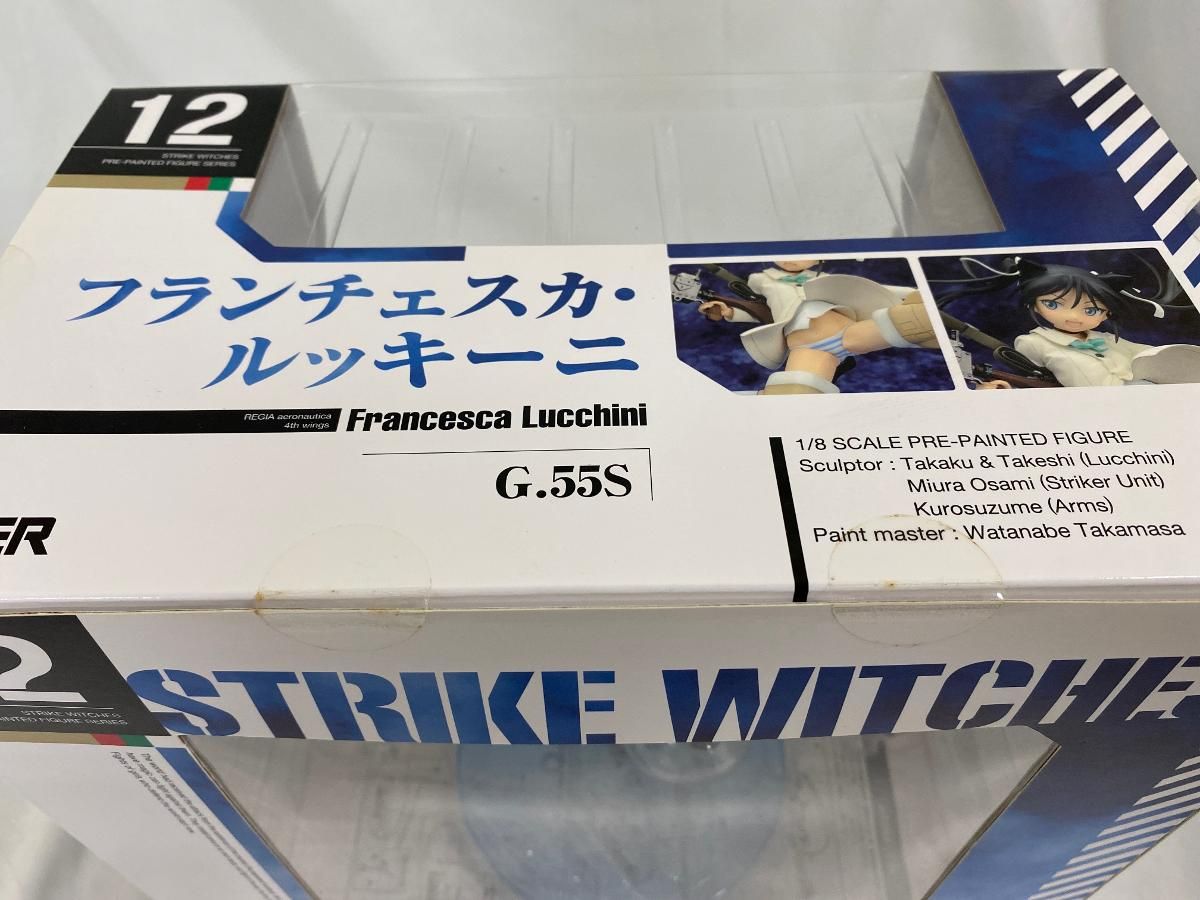 12
STRIKE WITCHES
PRE-PAINTED FIGURE SERIES
フランチェスカ・
ルッキーニ
REGIA aeronautica
4th wings
Francesca Lucchini
G.55S
1/8 SCALE PRE-PAINTED FIGURE
Sculptor : Takaku & Takeshi (Lucchini)
Miura Osami (Striker Unit)
Kurosuzume (Arms)
Paint master : Watanabe Takamasa
ER
2
STRIKE WITCHES
PAINTED FIGURE SERIES
STRIKE WITCHE